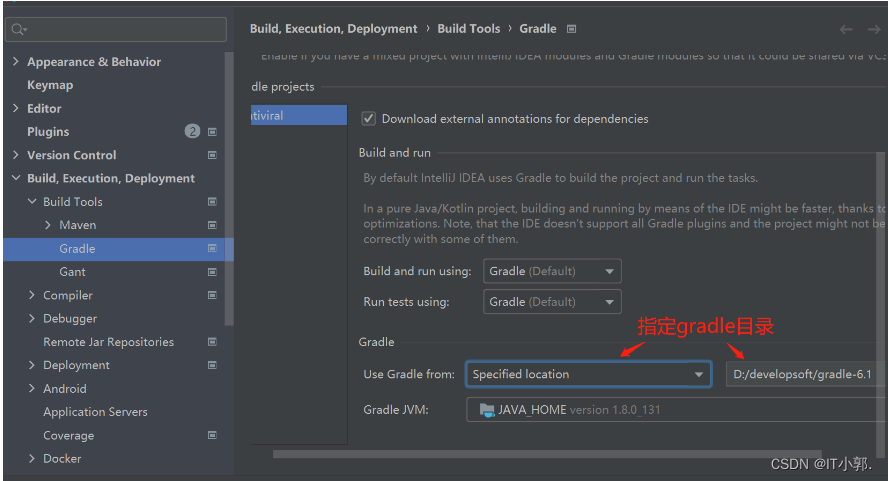 Build, Execution, Deployment › Build Tools › Gradle
Enable if you have a mixed project with IntelliJ IDEA modules and Gradle modules so that it could be shared via VCS
Appearance & Behavior
Keymap
Editor
Plugins 2
Version Control
Build, Execution, Deployment
Build Tools
Maven
Gradle
Gant
Compiler
Debugger
Remote Jar Repositories
Deployment
Android
Application Servers
Coverage
Docker
dle projects
tiviral
Download external annotations for dependencies
Build and run
By default IntelliJ IDEA uses Gradle to build the project and run the tasks.
In a pure Java/Kotlin project, building and running by means of the IDE might be faster, thanks to
optimizations. Note, that the IDE doesn't support all Gradle plugins and the project might not be
correctly with some of them.
Build and run using: Gradle (Default)
Run tests using: Gradle (Default)
指定gradle目录
Gradle
Use Gradle from: Specified location D:/developsoft/gradle-6.1
Gradle JVM: JAVA_HOME version 1.8.0_131
CSDN @IT小郭.